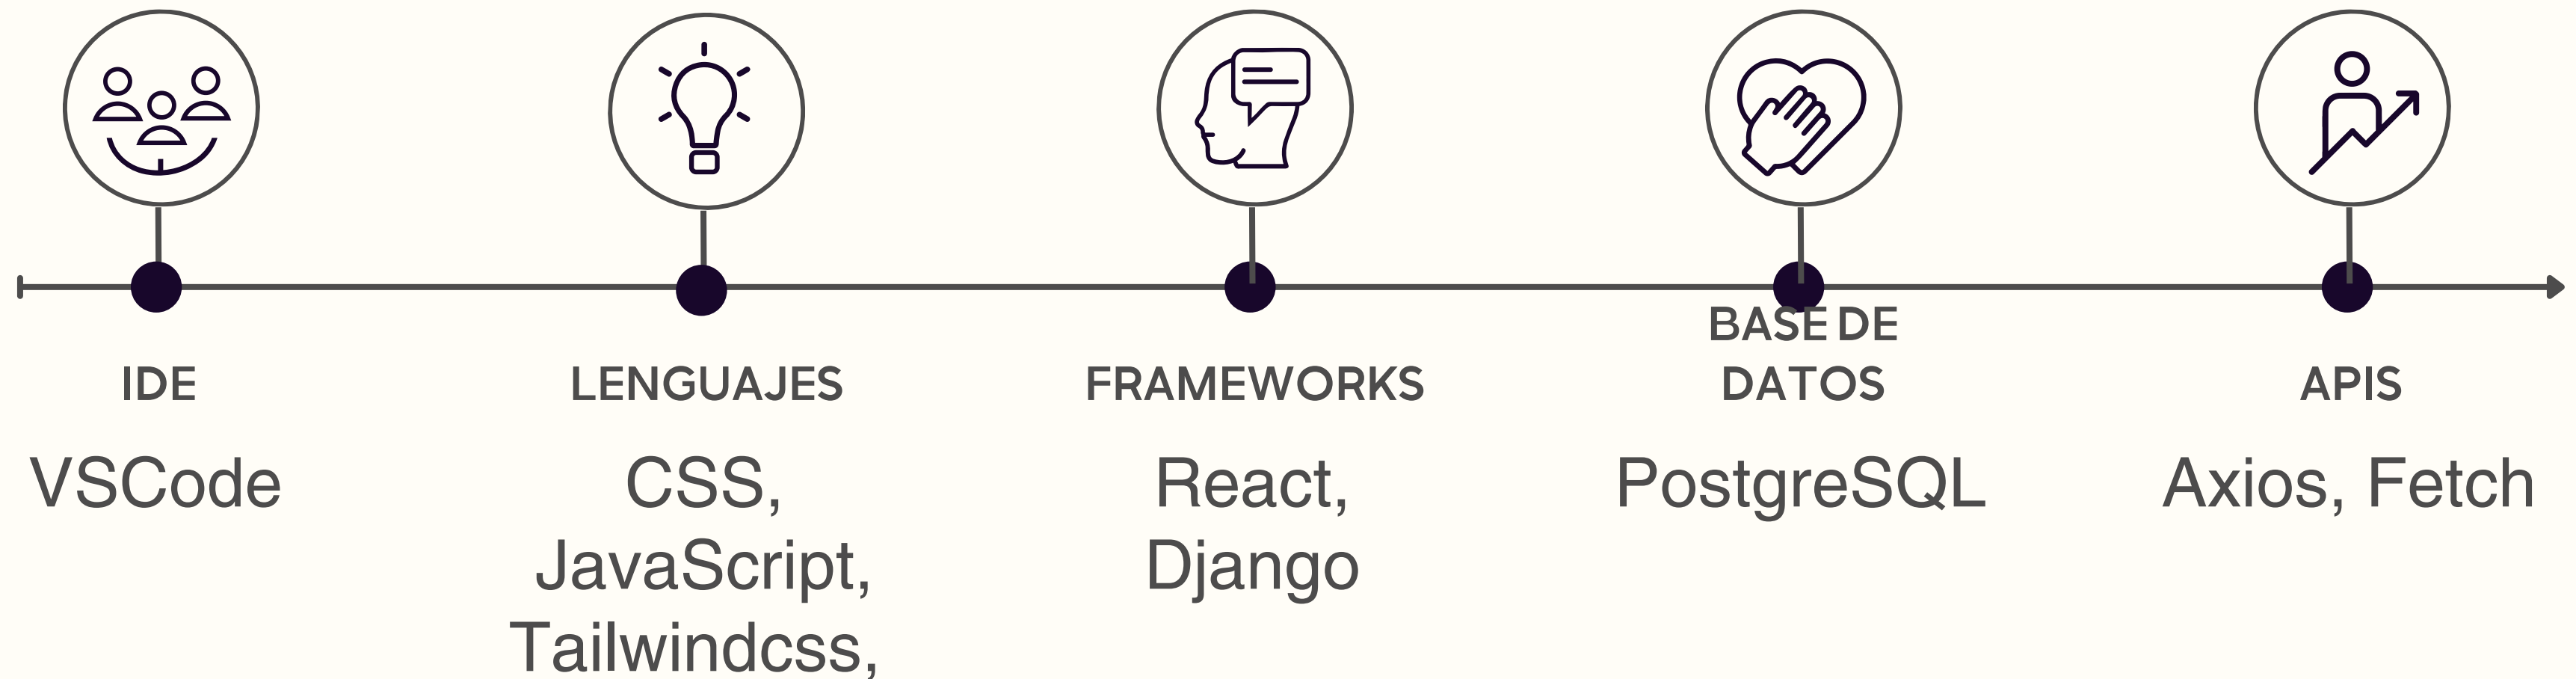 IDE
VSCode
LENGUAJES
CSS,
JavaScript,
Tailwindcss,
FRAMEWORKS
React,
Django
BASE DE
DATOS
PostgreSQL
APIS
Axios, Fetch